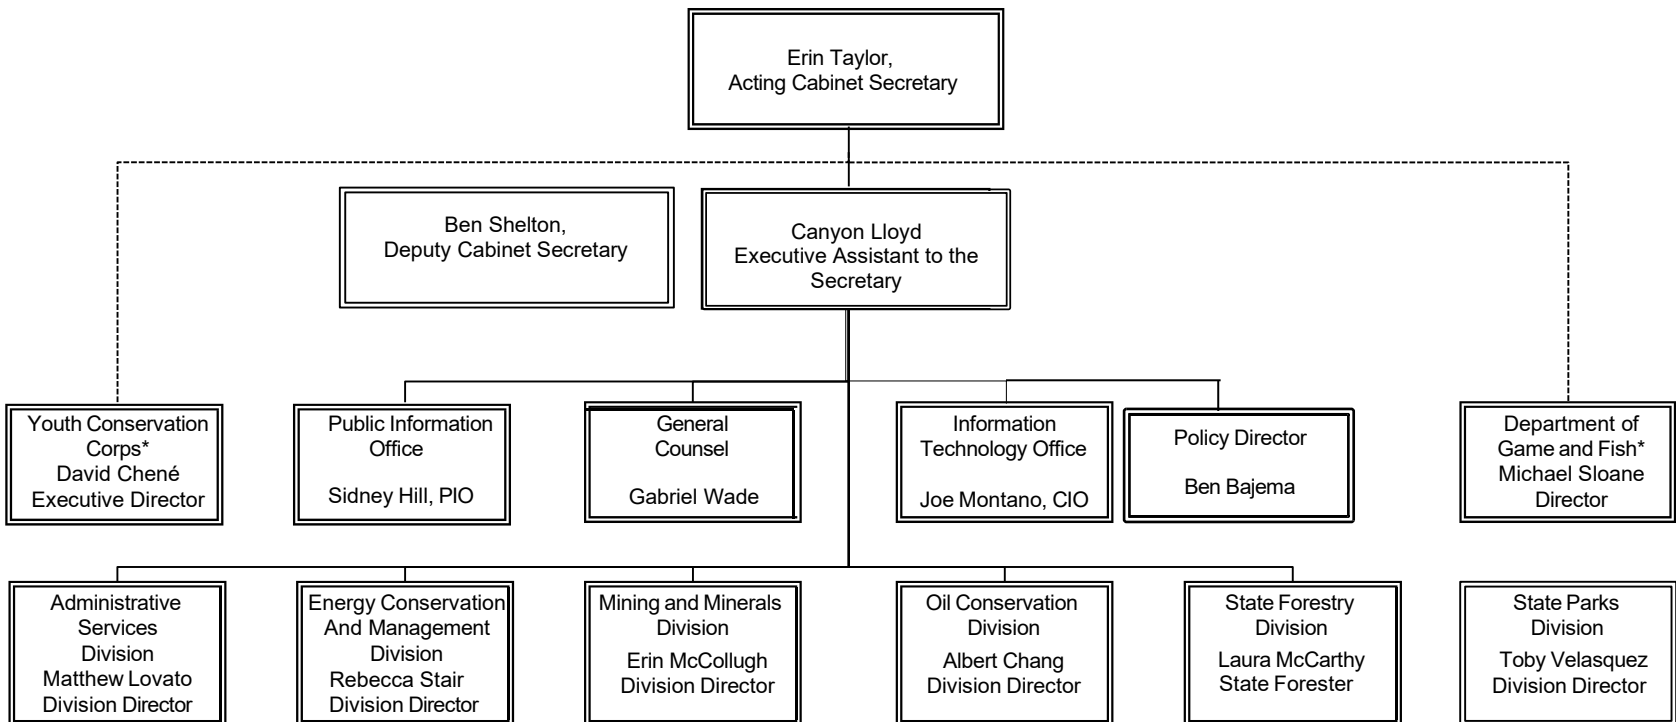 Erin Taylor,
Acting Cabinet Secretary
Ben Shelton,
Deputy Cabinet Secretary
Canyon Lloyd
Executive Assistant to the
Secretary
Youth Conservation
Corps*
David Chené
Executive Director
Public Information
Office
Sidney Hill, PIO
General
Counsel
Gabriel Wade
Information
Technology Office
Joe Montano, CIO
Policy Director
Ben Bajema
Department of
Game and Fish*
Michael Sloane
Director
Administrative
Services
Division
Matthew Lovato
Division Director
Energy Conservation
And Management
Division
Rebecca Stair
Division Director
Mining and Minerals
Division
Erin McCollugh
Division Director
Oil Conservation
Division
Albert Chang
Division Director
State Forestry
Division
Laura McCarthy
State Forester
State Parks
Division
Toby Velasquez
Division Director